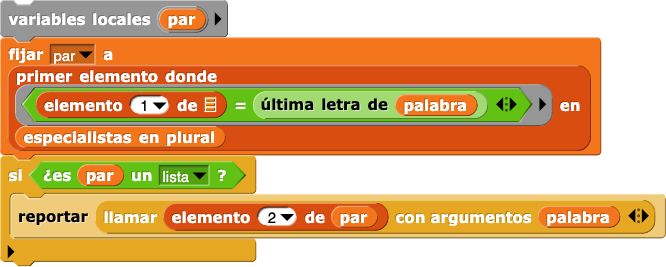 variables locales par
fijar par a
primer elemento donde
elemento 1 de = última letra de palabra en
especialistas en plural
si ¿es par un lista ?
reportar llamar elemento 2 de par con argumentos palabra